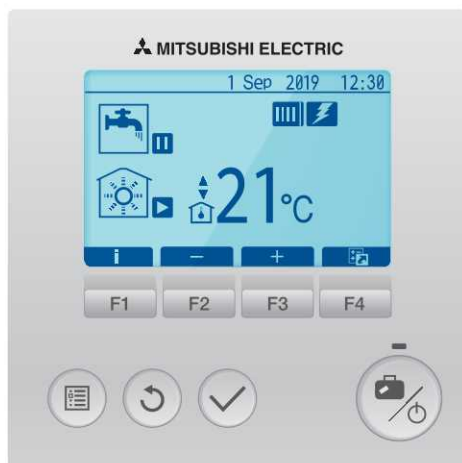 MITSUBISHI ELECTRIC
1 Sep 2019 12:30
21°C
i − +
F1 F2 F3 F4